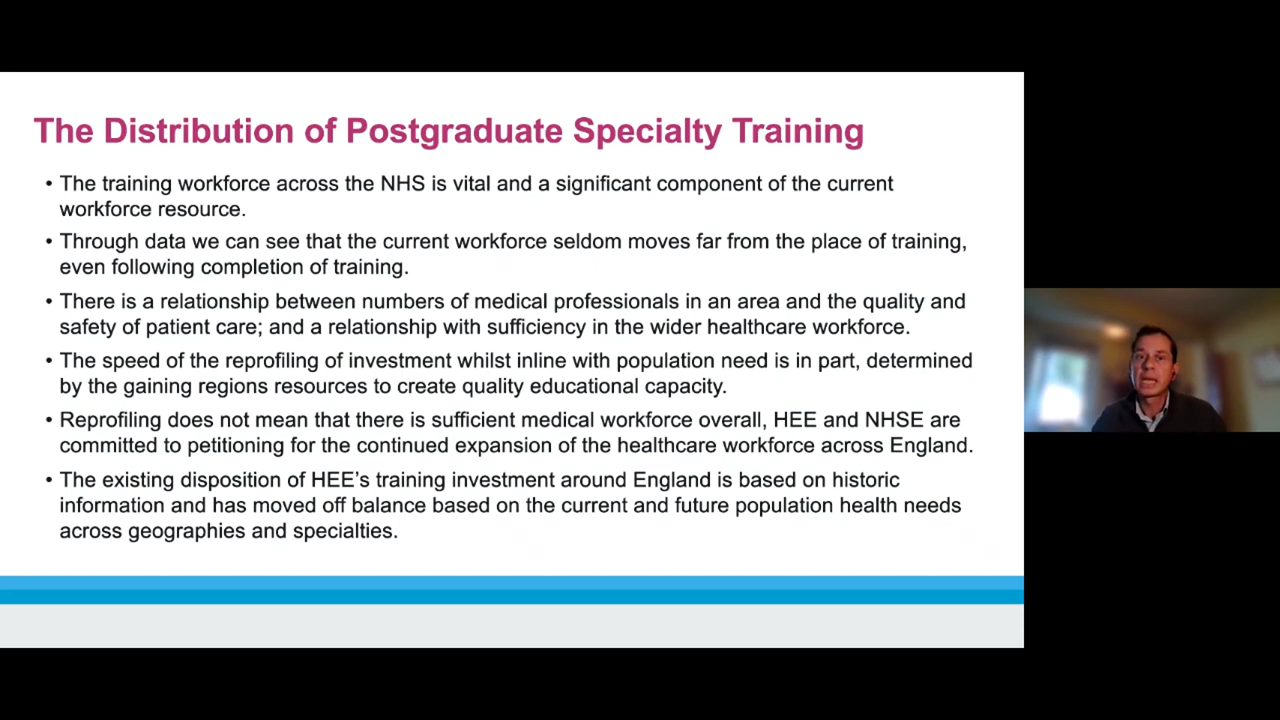 The Distribution of Postgraduate Specialty Training
• The training workforce across the NHS is vital and a significant component of the current
workforce resource.
• Through data we can see that the current workforce seldom moves far from the place of training,
even following completion of training.
• There is a relationship between numbers of medical professionals in an area and the quality and
safety of patient care; and a relationship with sufficiency in the wider healthcare workforce.
• The speed of the reprofiling of investment whilst inline with population need is in part, determined
by the gaining regions resources to create quality educational capacity.
• Reprofiling does not mean that there is sufficient medical workforce overall, HEE and NHSE are
committed to petitioning for the continued expansion of the healthcare workforce across England.
• The existing disposition of HEE’s training investment around England is based on historic
information and has moved off balance based on the current and future population health needs
across geographies and specialties.